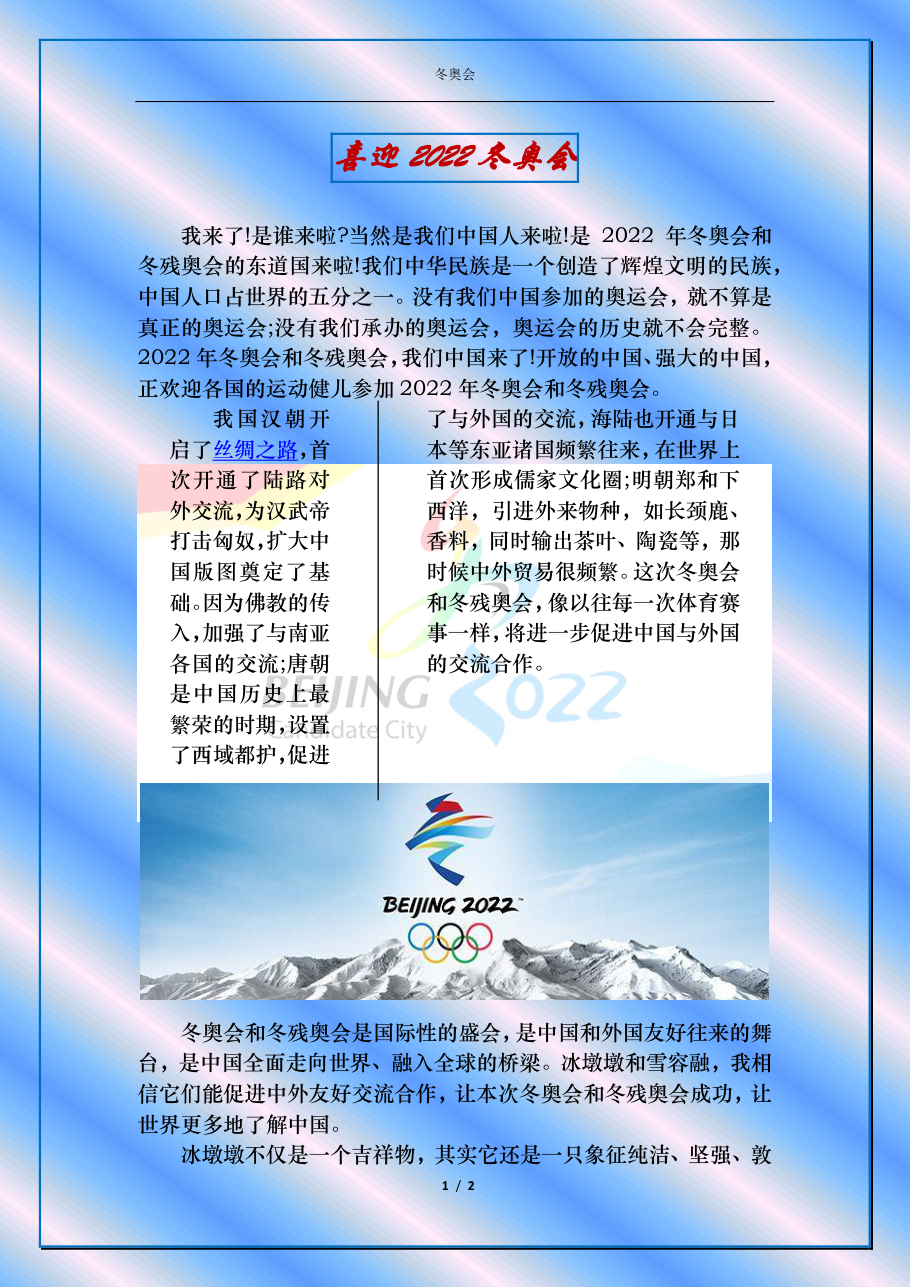 冬奥会
喜迎 2022 冬奥会
我来了!是谁来啦?当然是我们中国人来啦!是 2022 年冬奥会和
冬残奥会的东道国来啦!我们中华民族是一个创造了辉煌文明的民族，
中国人口占世界的五分之一。没有我们中国参加的奥运会，就不算是
真正的奥运会;没有我们承办的奥运会，奥运会的历史就不会完整。
2022 年冬奥会和冬残奥会，我们中国来了!开放的中国、强大的中国，
正欢迎各国的运动健儿参加 2022 年冬奥会和冬残奥会。
我国汉朝开
启了丝绸之路，首
次开通了陆路对
外交流，为汉武帝
打击匈奴，扩大中
国版图奠定了基
础。因为佛教的传
入，加强了与南亚
各国的交流;唐朝
是中国历史上最
繁荣的时期，设置
了西域都护，促进
了与外国的交流，海陆也开通与日
本等东亚诸国频繁往来，在世界上
首次形成儒家文化圈;明朝郑和下
西洋，引进外来物种，如长颈鹿、
香料，同时输出茶叶、陶瓷等，那
时候中外贸易很频繁。这次冬奥会
和冬残奥会，像以往每一次体育赛
事一样，将进一步促进中国与外国
的交流合作。
BEIJING 2022
Candidate City
BEIJING 2022™
冬奥会和冬残奥会是国际性的盛会，是中国和外国友好往来的舞
台，是中国全面走向世界、融入全球的桥梁。冰墩墩和雪容融，我相
信它们能促进中外友好交流合作，让本次冬奥会和冬残奥会成功，让
世界更多地了解中国。
冰墩墩不仅是一个吉祥物，其实它还是一只象征纯洁、坚强、敦
1 / 2